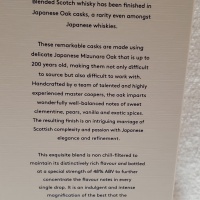 Blended Scotch whisky has been finished in
Japanese Oak casks, a rarity even amongst
Japanese whiskies.
These remarkable casks are made using
delicate Japanese Mizunara Oak that is up to
200 years old, making them not only difficult
to source but also difficult to work with.
Handcrafted by a team of talented and highly
experienced master coopers, the oak imparts
wonderfully well-balanced notes of sweet
clementine, pears, vanilla and exotic spices.
The resulting finish is an intriguing marriage of
Scottish complexity and passion with Japanese
elegance and refinement.
This exquisite blend is non chill-filtered to
maintain its distinctively rich flavour and bottled
at a special strength of 48% ABV to further
concentrate the flavour notes in every
single drop. It is an indulgent and intense
magnification of the best that the